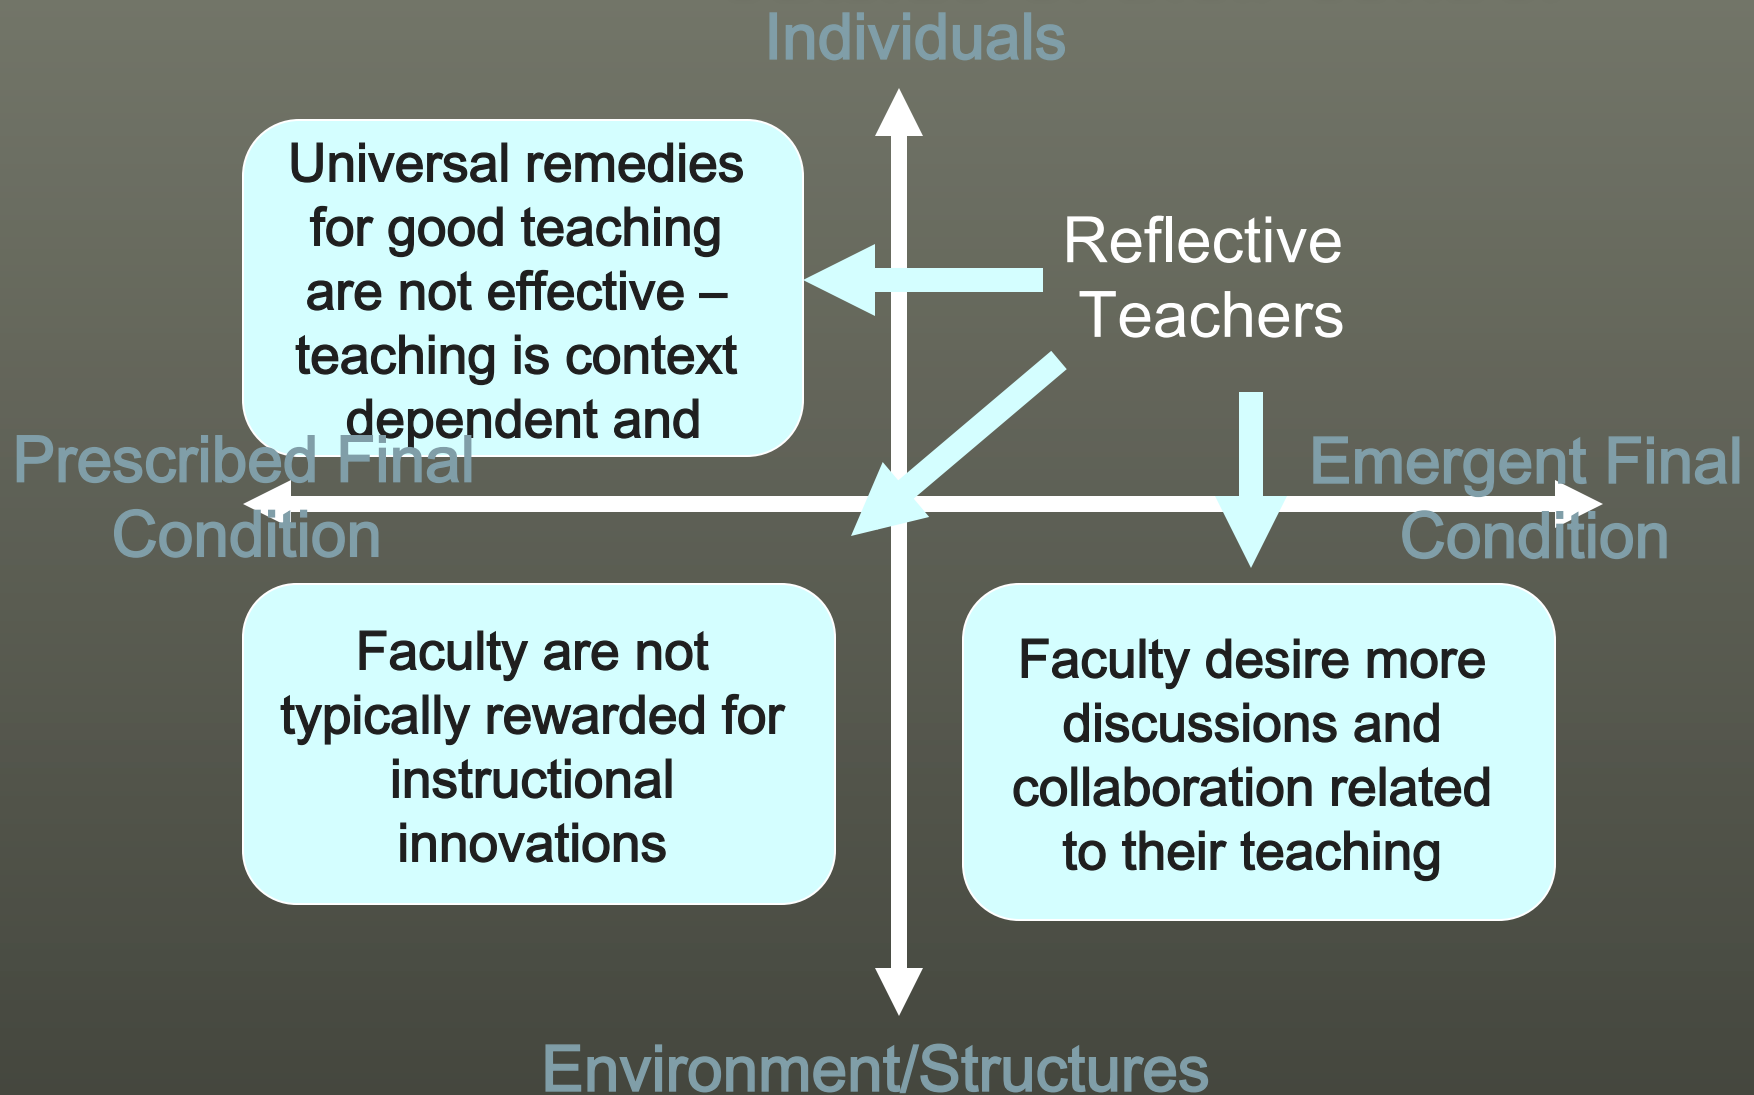 Individuals
Universal remedies
for good teaching
are not effective –
teaching is context
dependent and
Reflective
Teachers
Prescribed Final
Condition
Emergent Final
Condition
Faculty are not
typically rewarded for
instructional
innovations
Faculty desire more
discussions and
collaboration related
to their teaching
Environment/Structures